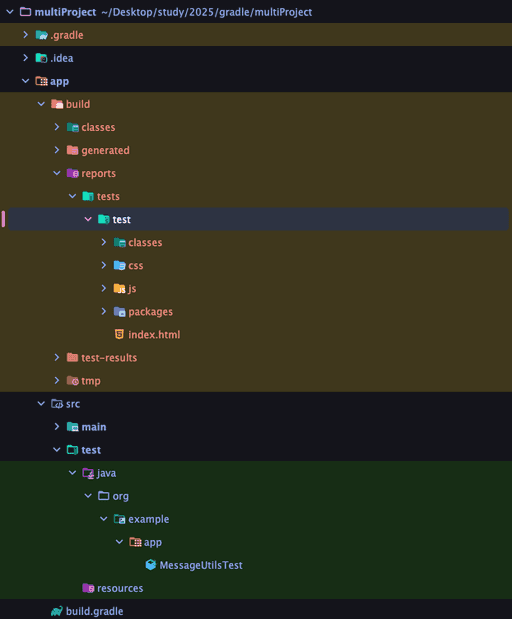 multiProject ~/Desktop/study/2025/gradle/multiProject
.gradle
.idea
app
build
classes
generated
reports
tests
test
classes
css
js
packages
index.html
test-results
tmp
src
main
test
java
org
example
app
MessageUtilsTest
resources
build.gradle